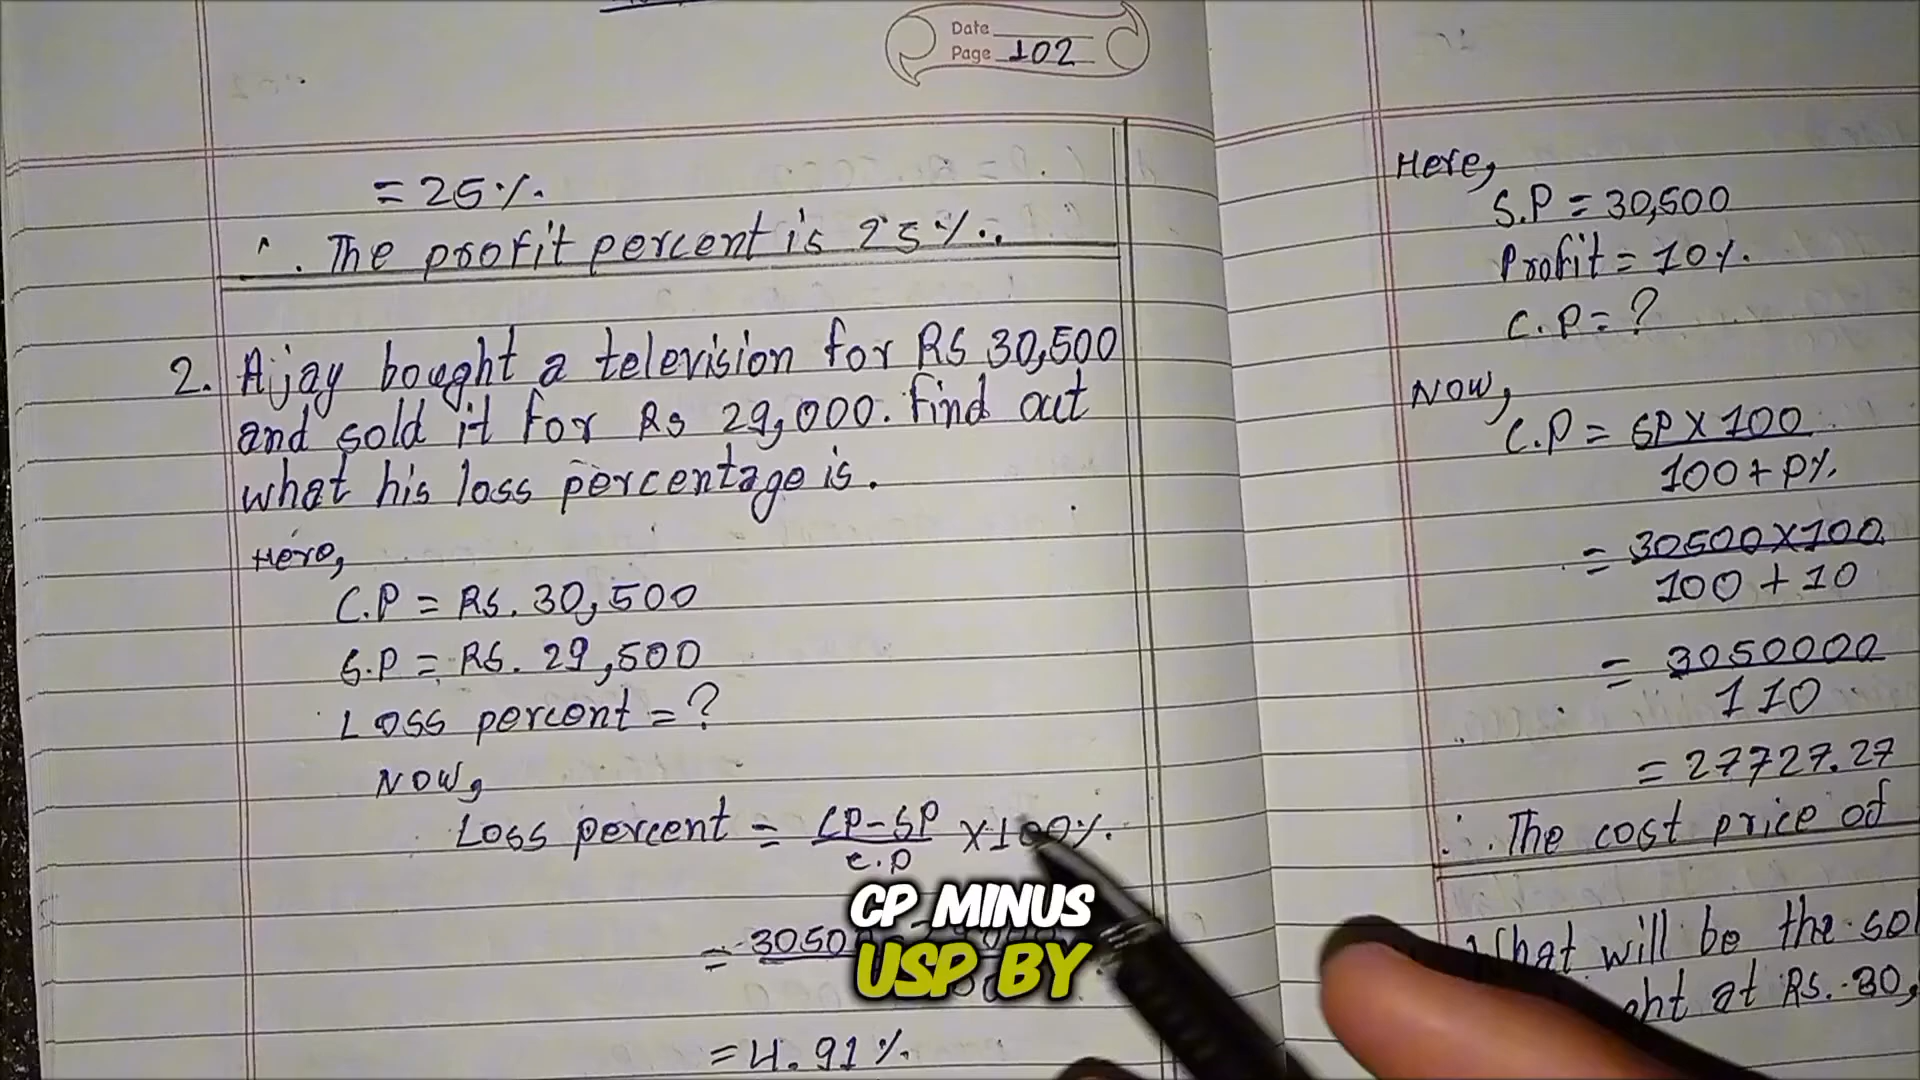 Date
Page 102
= 25%.
∴ The profit percent is 25%.
2. Ajay bought a television for RS 30,500
and sold it for Rs 29,000. Find out
what his loss percentage is.
Here,
C.P = RS. 30,500
S.P = RS. 29,500
Loss percent = ?
Now,
Loss percent = CP-SP / C.P ×100%.
= 3050
= 4.91%
Here,
S.P = 30,500
Profit = 10%.
C.P = ?
Now,
C.P = SP×100 / 100+P%.
= 30500×100 / 100+10
= 3050000 / 110
= 27727.27
∴ The cost price of
What will be the
at Rs. 30,
CP MINUS
USP BY